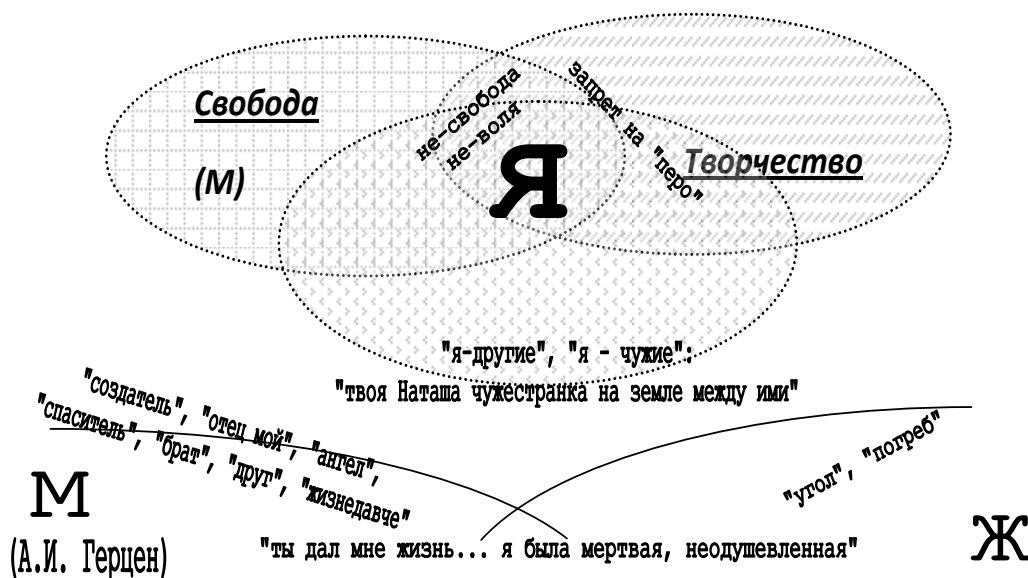 Свобода
(М)
не-свобода
не-воля
запрет на "перо"
Творчество
Я
"я-другие", "я - чужие":
"твоя Наташа чужестранка на земле между ими"
"создатель", "отец мой", "ангел",
"спаситель", "брат", "друг", "жизнедавче"
"угол", "погреб"
М
(А.И. Герцен)
"ты дал мне жизнь... я была мертвая, неодушевленная"
Ж